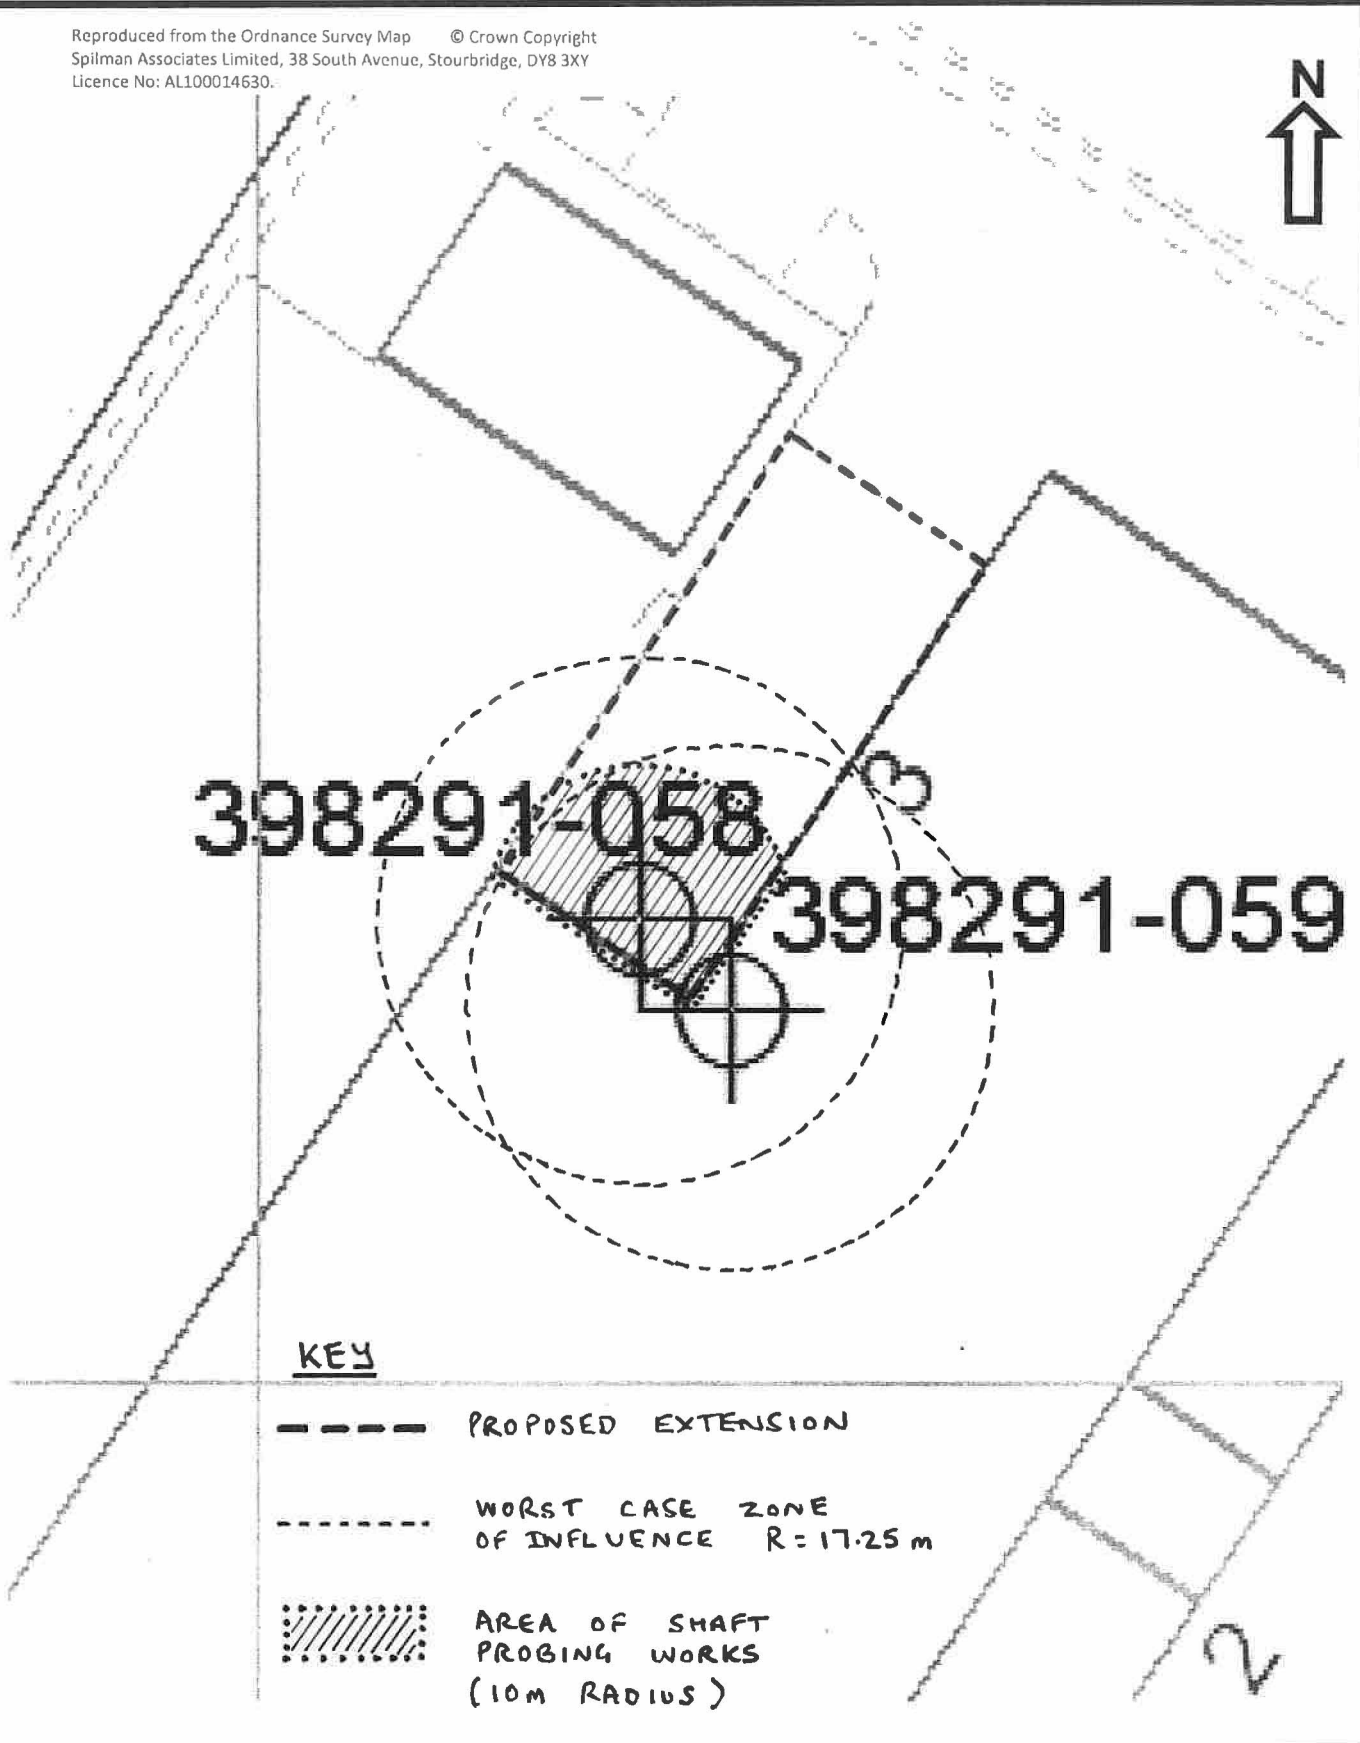 Reproduced from the Ordnance Survey Map © Crown Copyright
Spilman Associates Limited, 38 South Avenue, Stourbridge, DY8 3XY
Licence No: AL100014630.
N
398291-058
3
398291-059
KEY
PROPOSED EXTENSION
WORST CASE ZONE
OF INFLUENCE R = 17.25 m
AREA OF SHAFT
PROBING WORKS
(10m RADIUS)
2